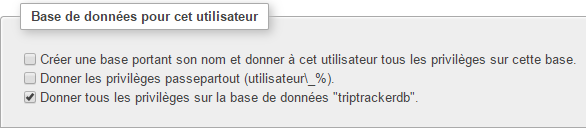 Base de données pour cet utilisateur
Créer une base portant son nom et donner à cet utilisateur tous les privilèges sur cette base.
Donner les privilèges passepartout (utilisateur\_%).
Donner tous les privilèges sur la base de données "triptrackerdb".